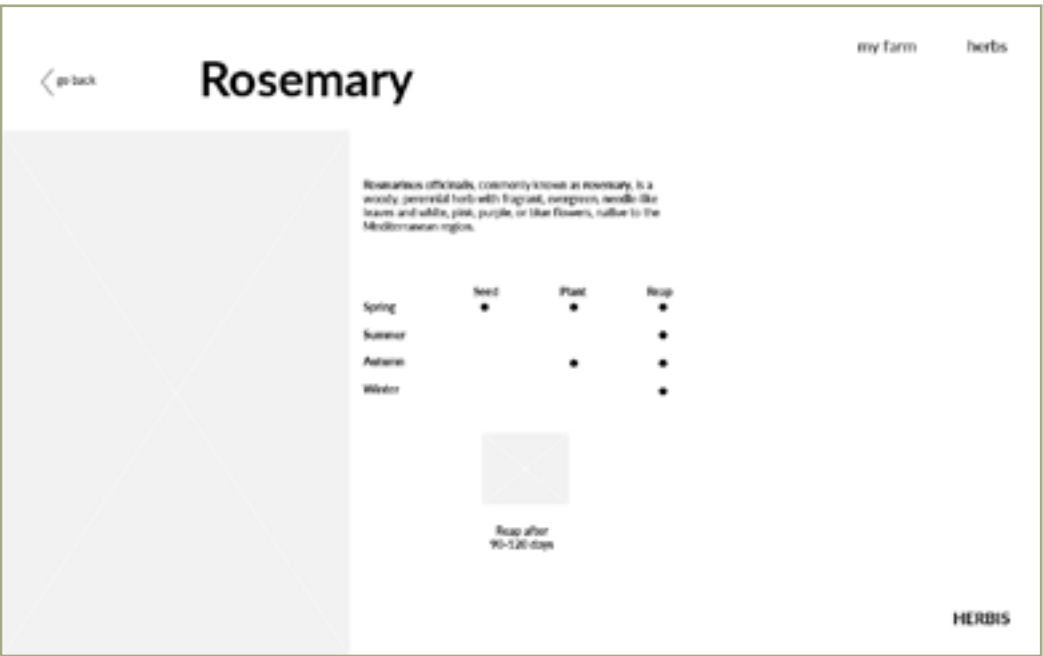 my farm herbs
go back
Rosemary
Rosmarinus officinalis, commonly known as rosemary, is a
woody, perennial herb with fragrant, evergreen, needle-like
leaves and white, pink, purple, or blue flowers, native to the
Mediterranean region.
Seed Plant Reap
Spring
Summer
Autumn
Winter
Reap after
90-120 days
HERBIS